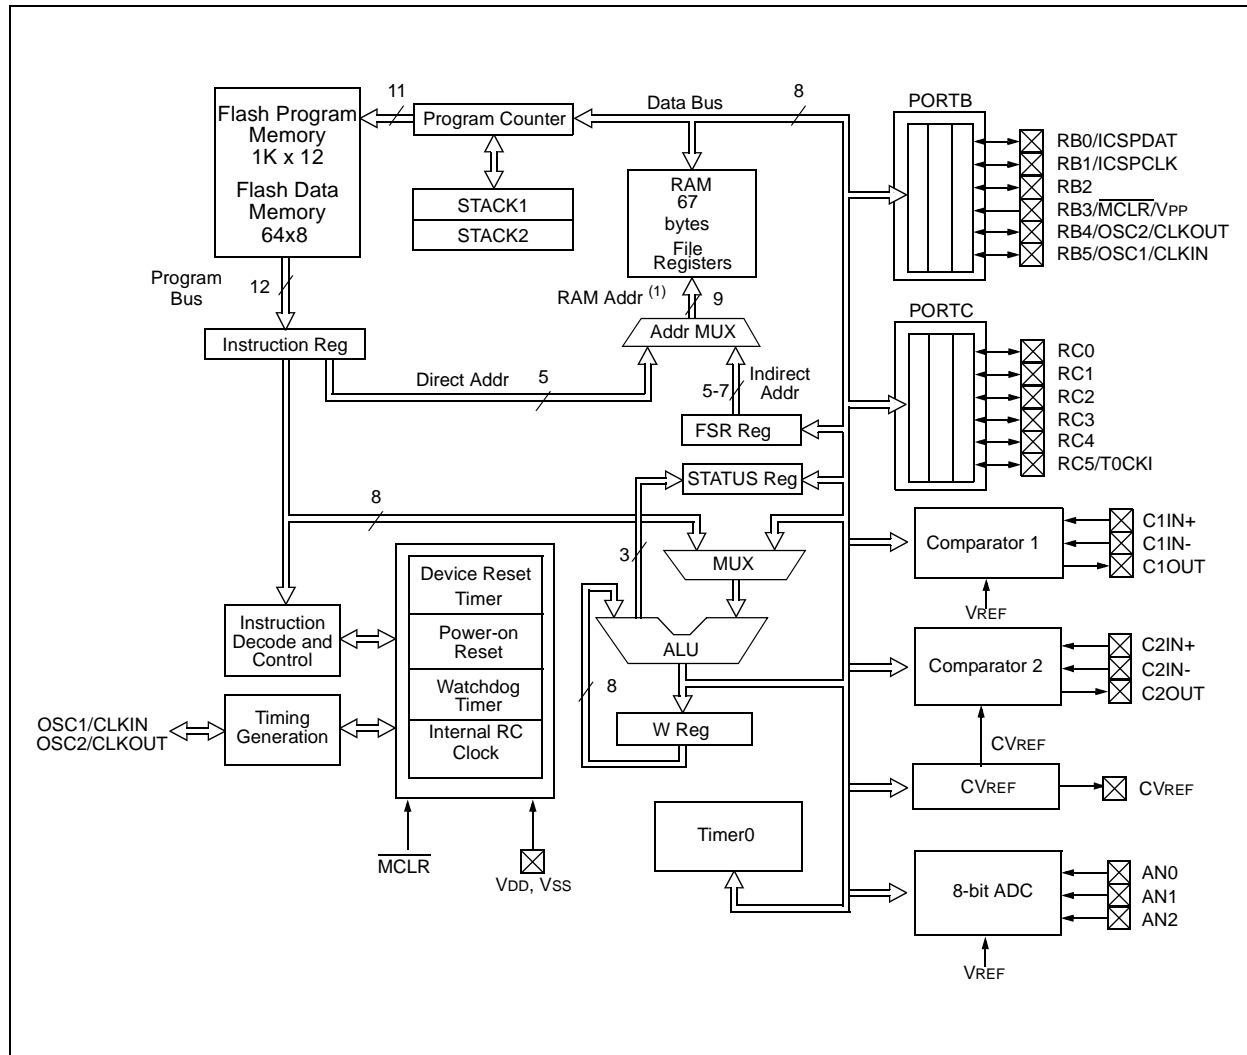 Flash Program
Memory
1K x 12
Flash Data
Memory
64x8
11
Program Counter
STACK1
STACK2
Data Bus
8
RAM
67
bytes
File
Registers
RAM Addr (1)
9
Addr MUX
Program
Bus
12
Instruction Reg
Direct Addr
5
5-7
Indirect
Addr
FSR Reg
STATUS Reg
8
3
MUX
ALU
8
W Reg
Instruction
Decode and
Control
Timing
Generation
OSC1/CLKIN
OSC2/CLKOUT
Device Reset
Timer
Power-on
Reset
Watchdog
Timer
Internal RC
Clock
MCLR
VDD, VSS
Timer0
PORTB
RB0/ICSPDAT
RB1/ICSPCLK
RB2
RB3/MCLR/VPP
RB4/OSC2/CLKOUT
RB5/OSC1/CLKIN
PORTC
RC0
RC1
RC2
RC3
RC4
RC5/T0CKI
Comparator 1
C1IN+
C1IN-
C1OUT
VREF
Comparator 2
C2IN+
C2IN-
C2OUT
CVREF
CVREF
CVREF
8-bit ADC
AN0
AN1
AN2
VREF